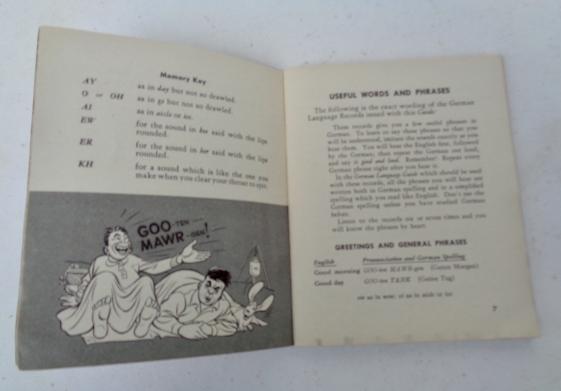 Memory Key
AY as in day but not so drawled.
O or OH as in go but not so drawled.
AI as in aisle or ice.
EW for the sound in bee said with the lips
rounded.
ER for the sound in her said with the lips
rounded.
KH for a sound which is like the one you
make when you clear your throat to spit.
GOO-TEN
MAWR-GEN!
USEFUL WORDS AND PHRASES
The following is the exact wording of the German
Language Records issued with this Guide:
These records give you a few useful phrases in
German. To learn to say these phrases so that you
will be understood, imitate the sounds exactly as you
hear them. You will hear the English first, followed
by the German; then repeat the German out loud,
and say it good and loud. Remember! Repeat every
German phrase right after you hear it.
In the German Language Guide which should be used
with these records, all the phrases you will hear are
written both in German spelling and in a simplified
spelling which you read like English. Don't use the
German spelling unless you have studied German
before.
Listen to the records six or seven times and you
will know the phrases by heart.
GREETINGS AND GENERAL PHRASES
English Pronunciation and German Spelling
Good morning GOO-ten MAWR-gen (Guten Morgen)
Good day GOO-ten (Guten Tag)
7